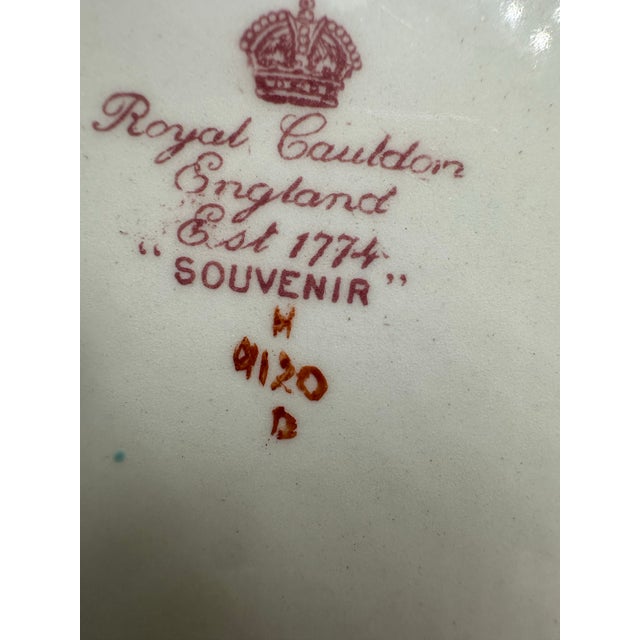 Royal Cauldon
England
Est 1774
"SOUVENIR"
H
9120
D